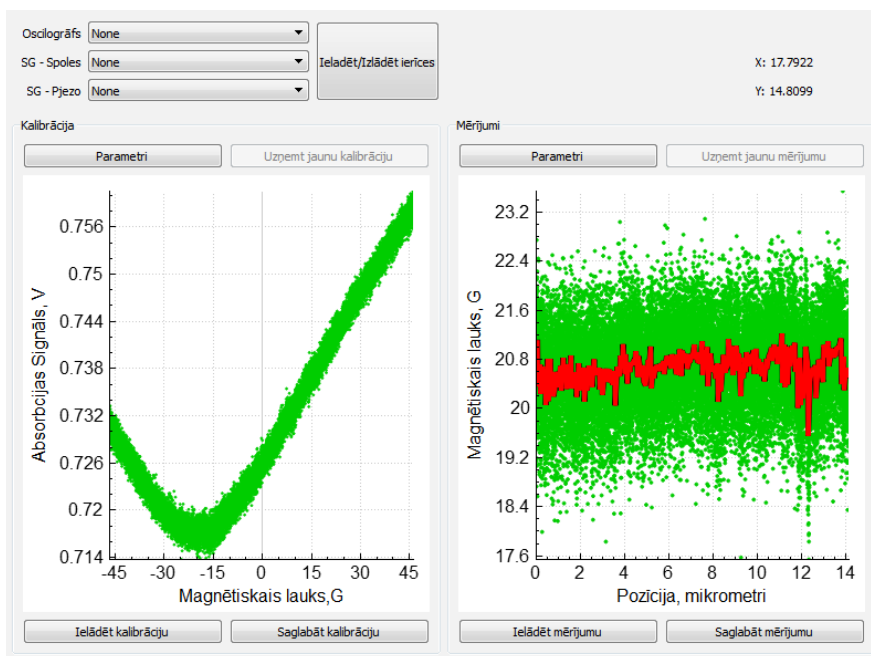 Oscilogrāfs None
SG - Spoles None
SG - Pjezo None
Ieladēt/Izlādēt ierīces
X: 17.7922
Y: 14.8099
Kalibrācija
Parametri Uzņemt jaunu kalibrāciju
0.756
0.75
0.744
0.738
0.732
0.726
0.72
0.714
Absorbcijas Signāls, V
-45 -30 -15 0 15 30 45
Magnētiskais lauks,G
Ielādēt kalibrāciju Saglabāt kalibrāciju
Mērījumi
Parametri Uzņemt jaunu mērījumu
23.2
22.4
21.6
20.8
20
19.2
18.4
17.6
Magnētiskais lauks, G
0 2 4 6 8 10 12 14
Pozīcija, mikrometri
Ielādēt mērījumu Saglabāt mērījumu